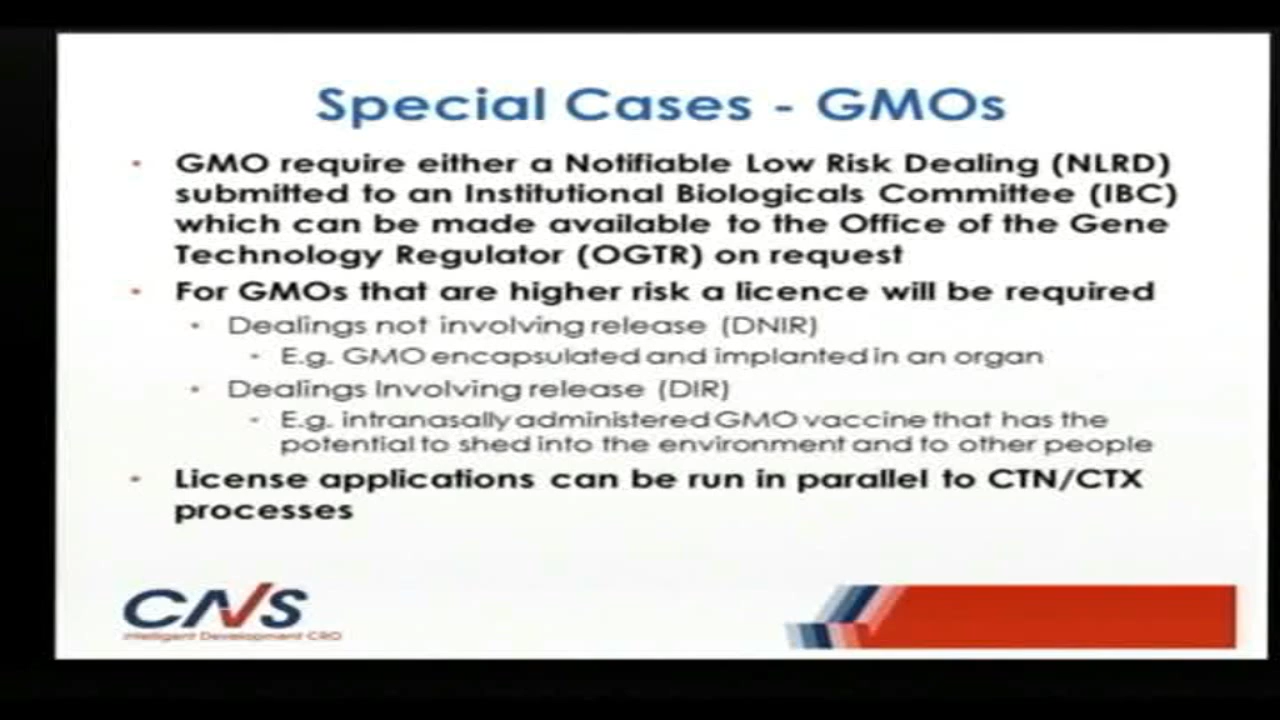 Special Cases - GMOs
• GMO require either a Notifiable Low Risk Dealing (NLRD)
submitted to an Institutional Biologicals Committee (IBC)
which can be made available to the Office of the Gene
Technology Regulator (OGTR) on request
• For GMOs that are higher risk a licence will be required
• Dealings not involving release (DNIR)
• E.g. GMO encapsulated and implanted in an organ
• Dealings Involving release (DIR)
• E.g. intranasally administered GMO vaccine that has the
potential to shed into the environment and to other people
• License applications can be run in parallel to CTN/CTX
processes
CNS
Intelligent Development CRO